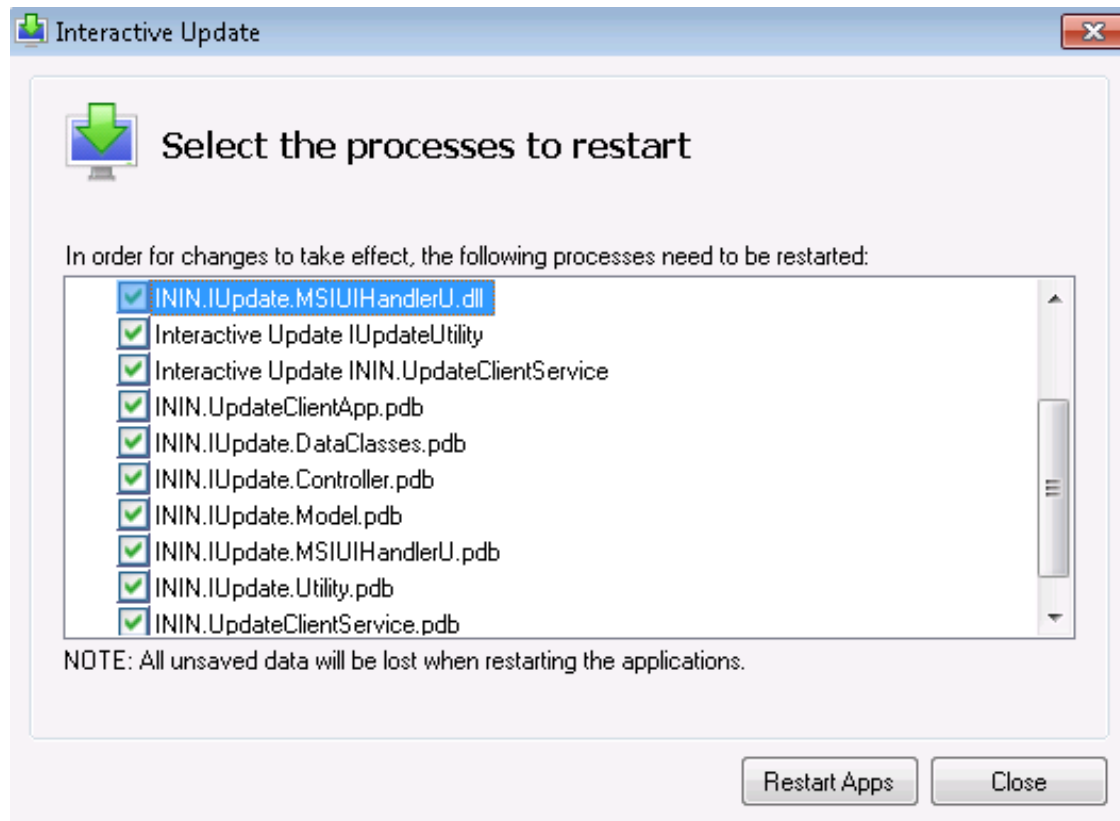 Interactive Update
Select the processes to restart
In order for changes to take effect, the following processes need to be restarted:
ININ.IUpdate.MSIUIHandlerU.dll
Interactive Update IUpdateUtility
Interactive Update ININ.UpdateClientService
ININ.UpdateClientApp.pdb
ININ.IUpdate.DataClasses.pdb
ININ.IUpdate.Controller.pdb
ININ.IUpdate.Model.pdb
ININ.IUpdate.MSIUIHandlerU.pdb
ININ.IUpdate.Utility.pdb
ININ.UpdateClientService.pdb
NOTE: All unsaved data will be lost when restarting the applications.
Restart Apps Close